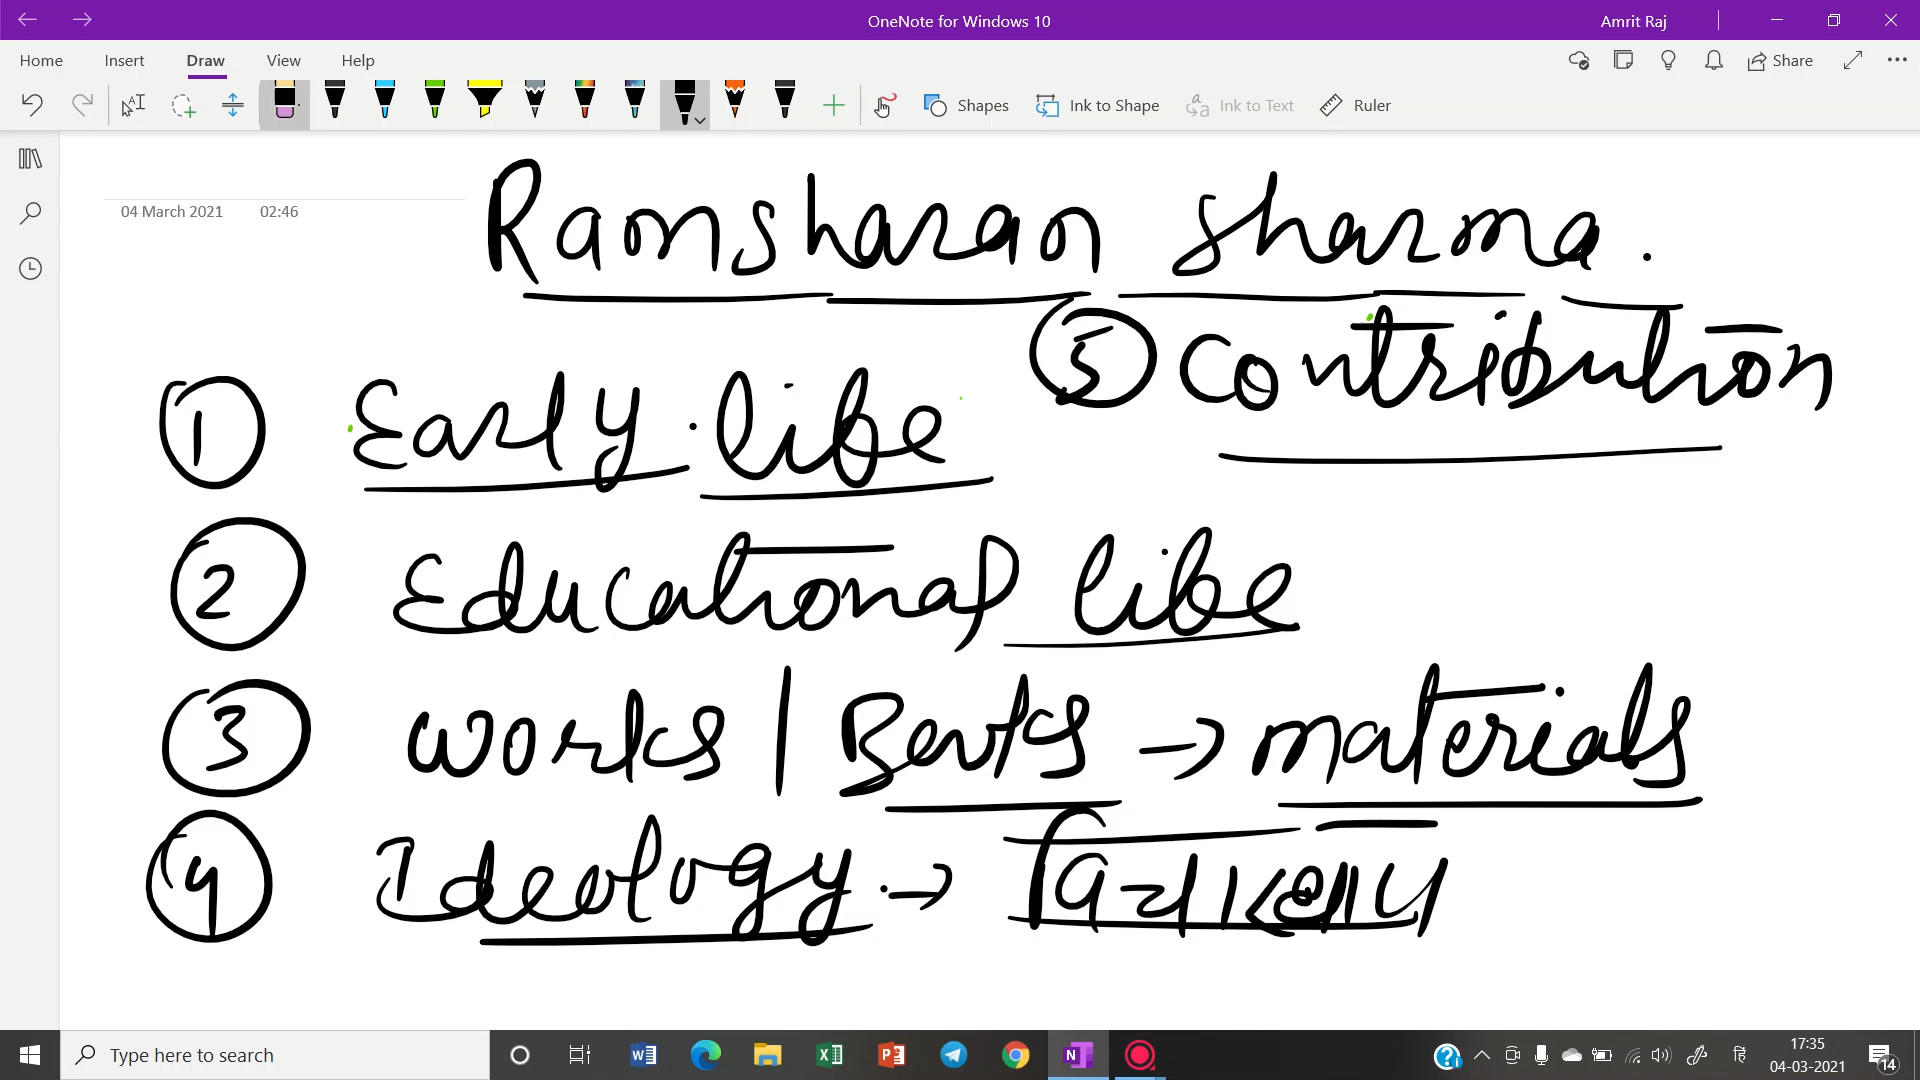 OneNote for Windows 10 Amrit Raj
Home Insert Draw View Help Share
Shapes Ink to Shape Ink to Text Ruler
04 March 2021 02:46
Ramsharan Sharma.
1 Early life
5 Contribution
2 Educational life
3 works | → materials
4 Ideology →
Type here to search
हि 17:35
04-03-2021 14